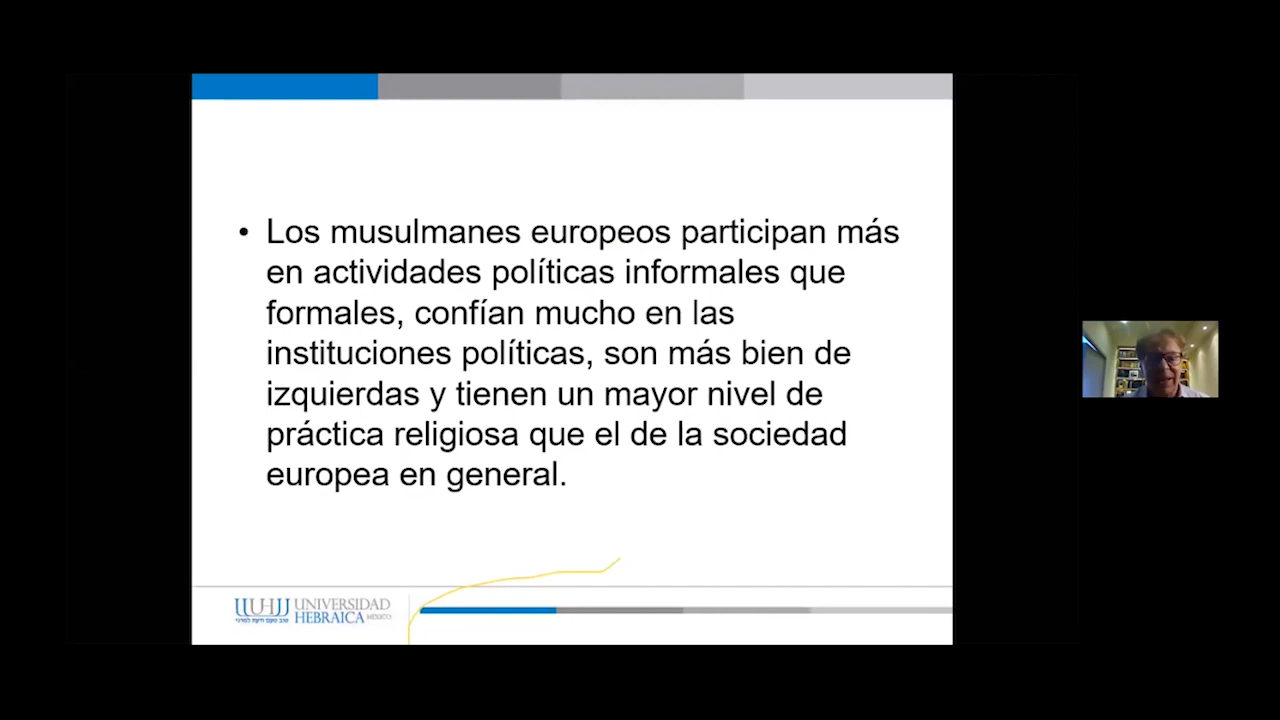 • Los musulmanes europeos participan más
en actividades políticas informales que
formales, confían mucho en las
instituciones políticas, son más bien de
izquierdas y tienen un mayor nivel de
práctica religiosa que el de la sociedad
europea en general.
UNIVERSIDAD
HEBRAICA MÉXICO